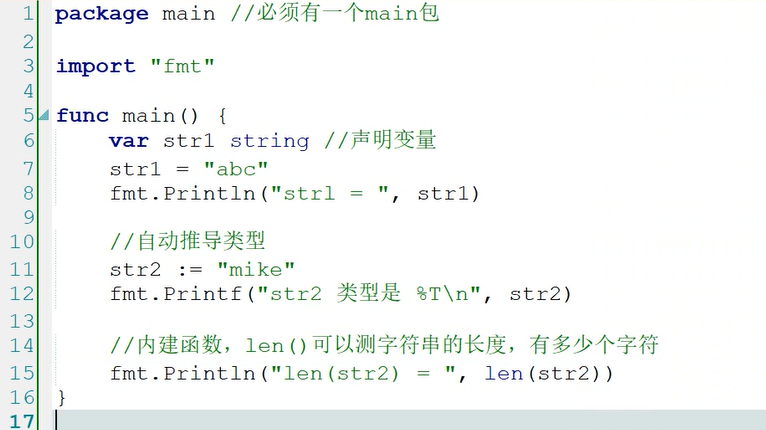 1 package main //必须有一个main包
2
3 import "fmt"
4
5 func main() {
6 var str1 string //声明变量
7 str1 = "abc"
8 fmt.Println("strl = ", str1)
9
10 //自动推导类型
11 str2 := "mike"
12 fmt.Printf("str2 类型是 %T\n", str2)
13
14 //内建函数，len()可以测字符串的长度，有多少个字符
15 fmt.Println("len(str2) = ", len(str2))
16 }
17